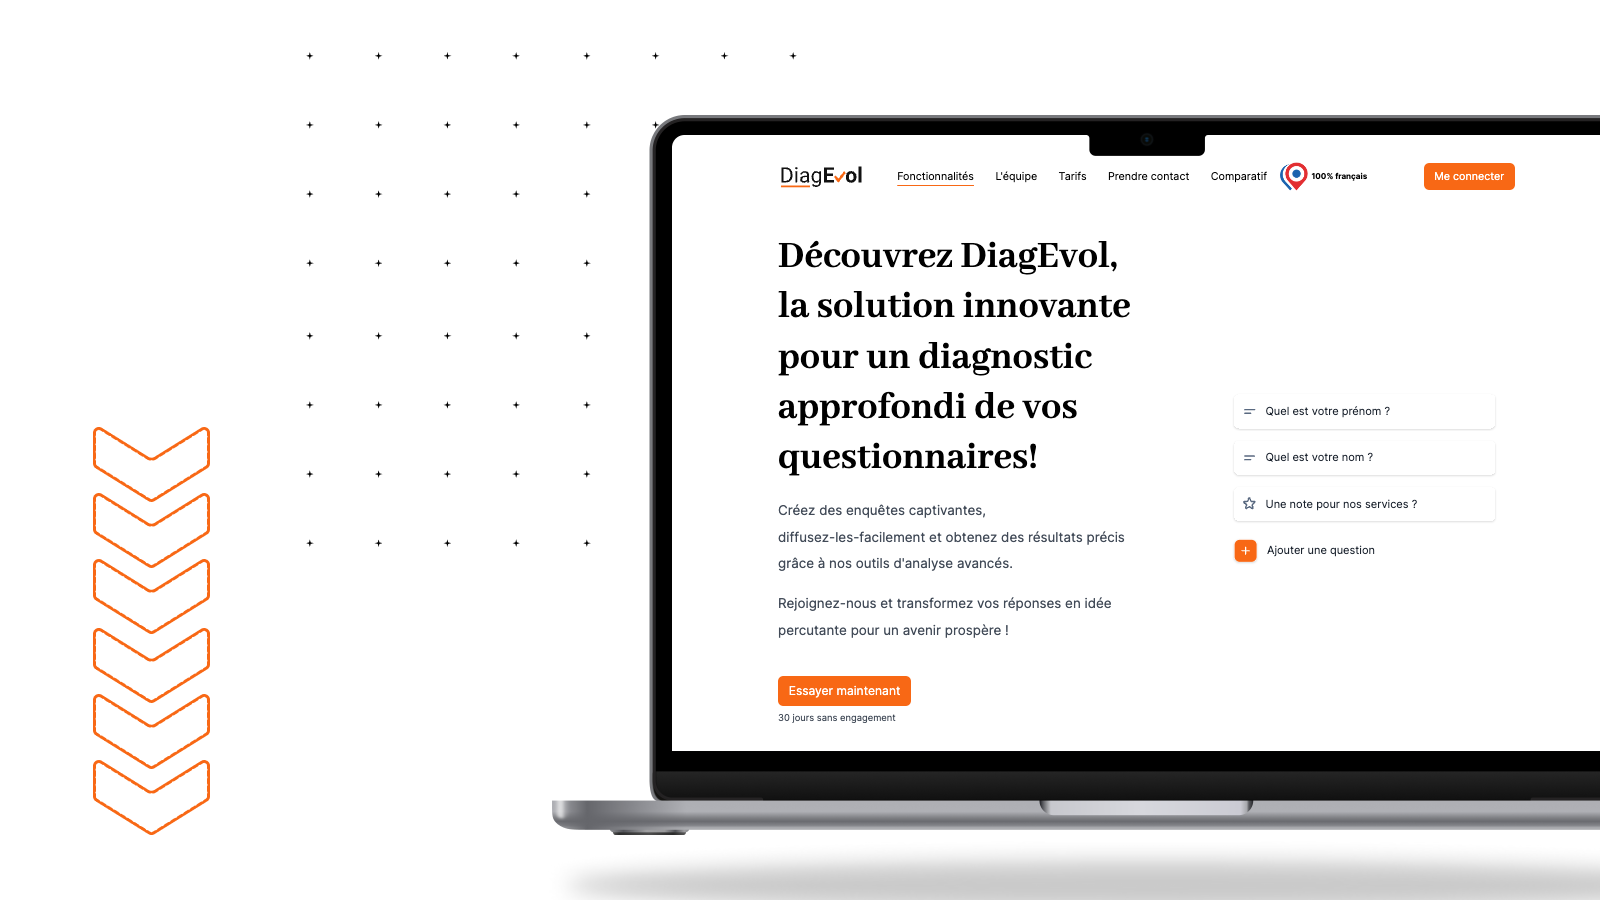 DiagEvol
Fonctionnalités
L'équipe
Tarifs
Prendre contact
Comparatif
100% français
Me connecter
Découvrez DiagEvol,
la solution innovante
pour un diagnostic
approfondi de vos
questionnaires!
Créez des enquêtes captivantes,
diffusez-les-facilement et obtenez des résultats précis
grâce à nos outils d'analyse avancés.
Rejoignez-nous et transformez vos réponses en idée
percutante pour un avenir prospère !
Essayer maintenant
30 jours sans engagement
Quel est votre prénom ?
Quel est votre nom ?
Une note pour nos services ?
Ajouter une question